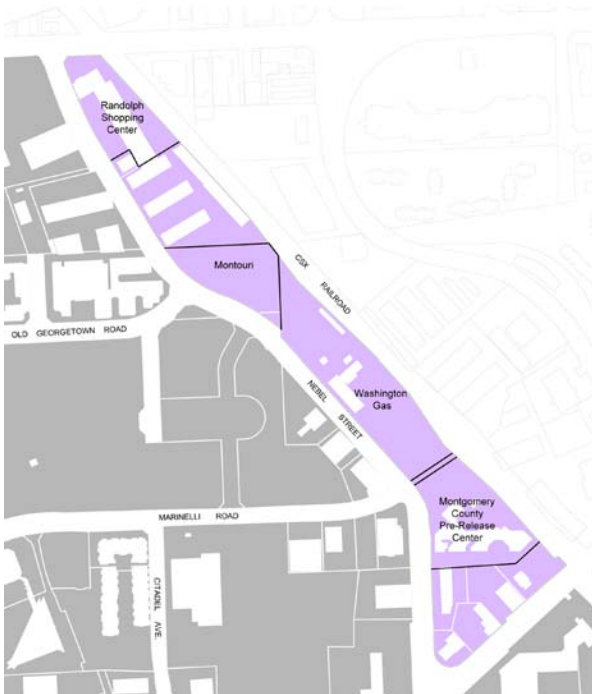 Randolph
Shopping
Center
Montouri
CSX RAILROAD
OLD GEORGETOWN ROAD
Washington
Gas
NEBEL STREET
Montgomery
County
Pre-Release
Center
MARINELLI ROAD
CITADEL AVE.